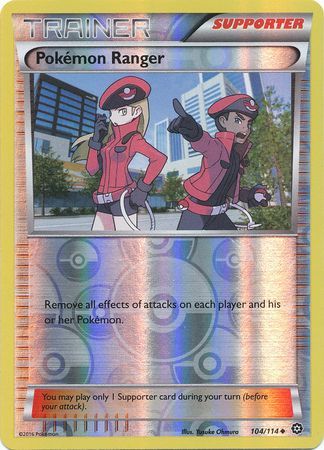 TRAINER
SUPPORTER
Pokémon Ranger
Remove all effects of attacks on each player and his
or her Pokémon.
You may play only 1 Supporter card during your turn (before
your attack).
©2016 Pokémon
Illus. Yusuke Ohmura
104/114